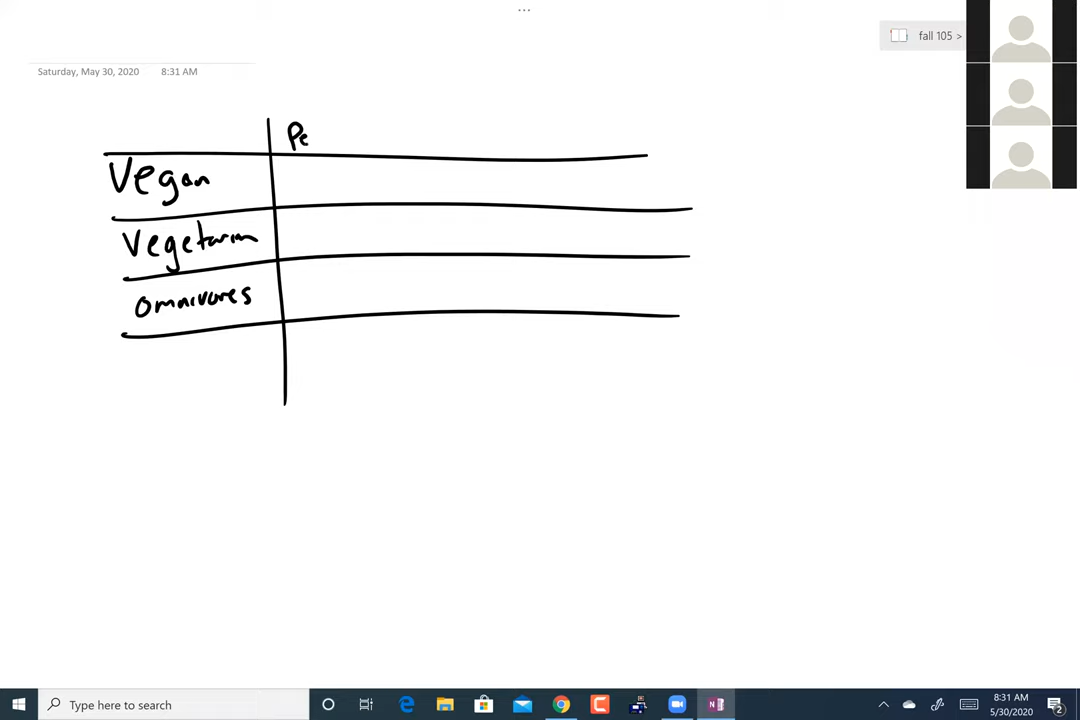 fall 105 >
Saturday, May 30, 2020 8:31 AM
Pe
Vegan
Vegetarian
Omnivores
Type here to search
8:31 AM
5/30/2020
2